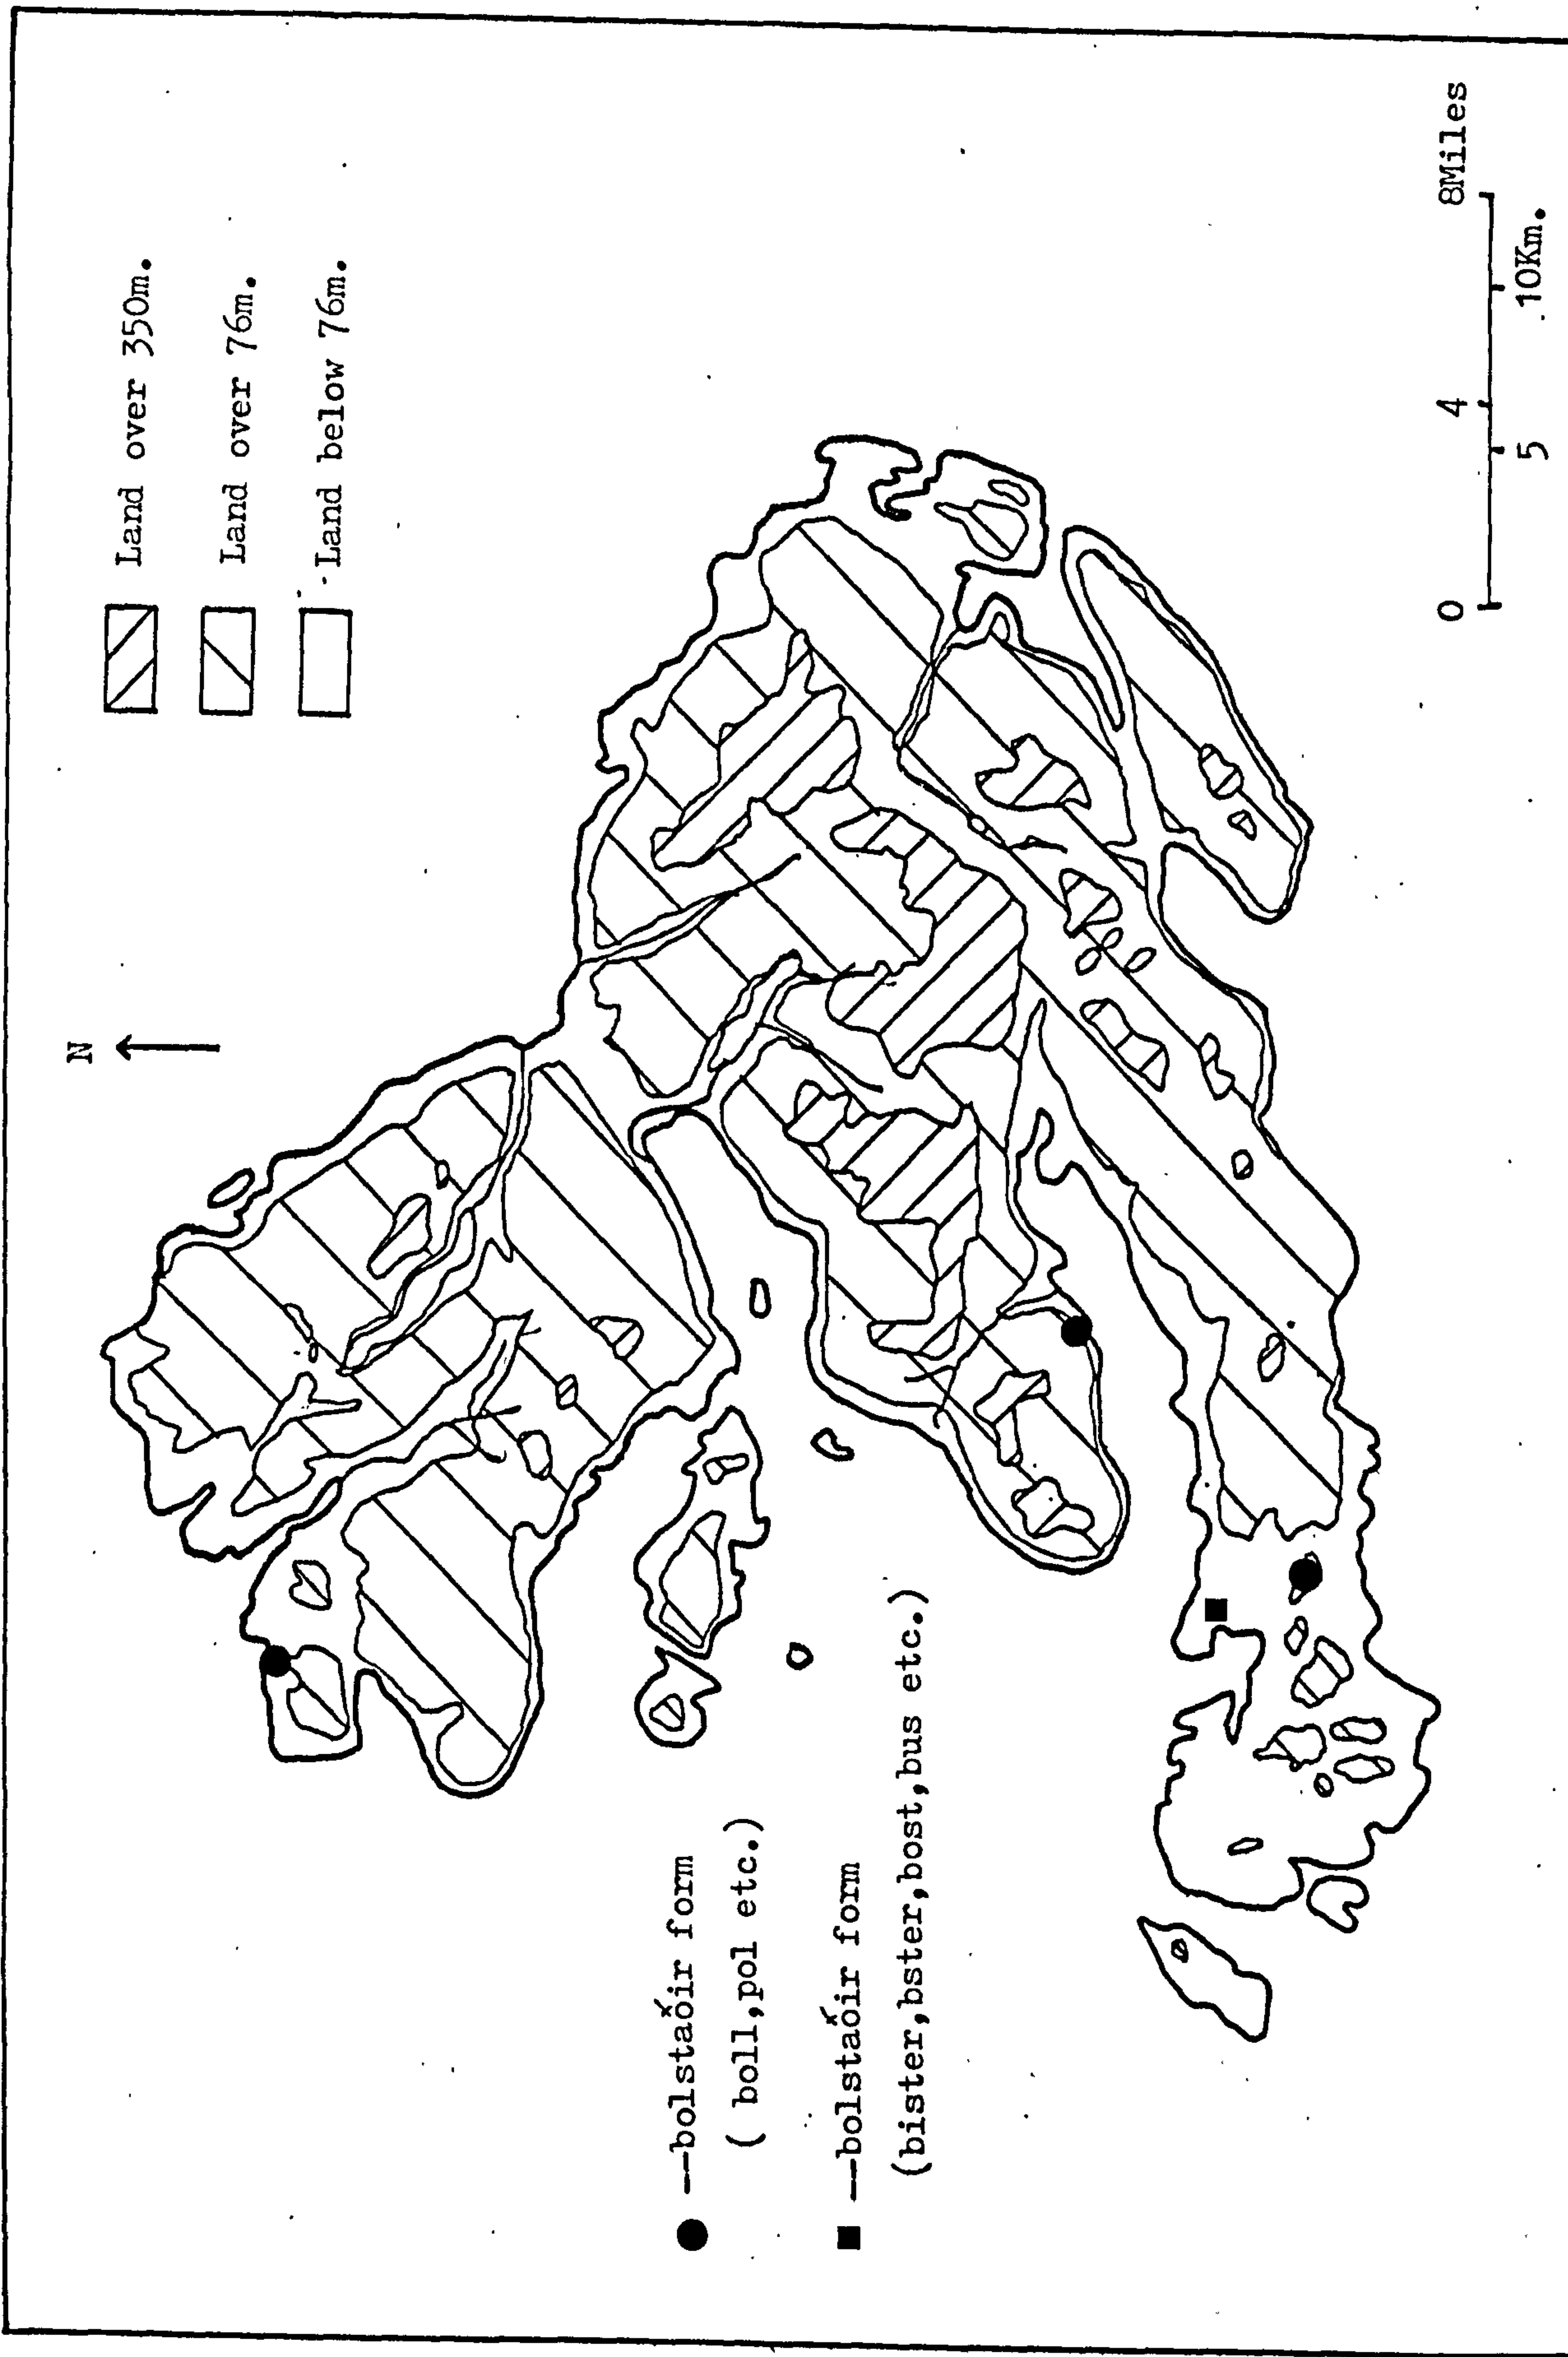 N
Land over 350m.
Land over 76m.
Land below 76m.
●--bolstaðir form
( boll,pol etc.)
■--bolstaðir form
(bister,bster,bost,bus etc.)
0 4 8Miles
5 10Km.